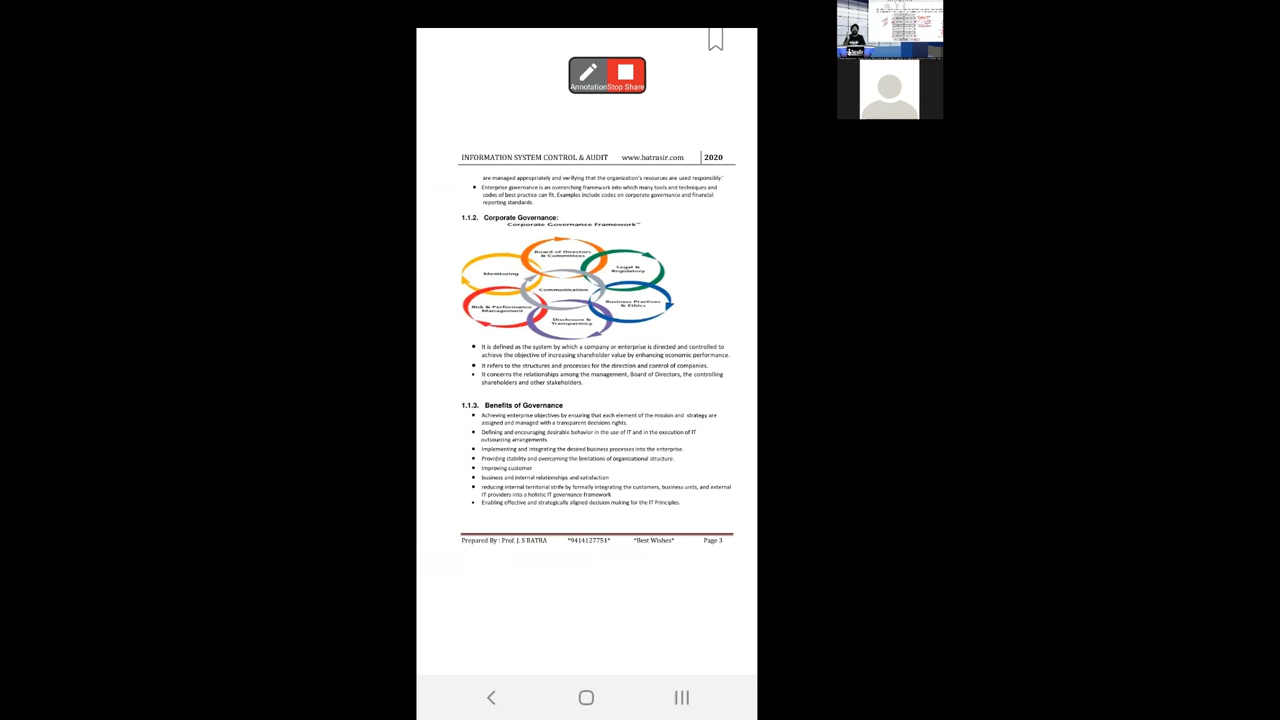 AnnotationStop Share
INFORMATION SYSTEM CONTROL & AUDIT www.batrasir.com 2020
are managed appropriately and verifying that the organization's resources are used responsibly.'
Enterprise governance is an overarching framework into which many tools and techniques and
codes of best practice can fit. Examples include codes on corporate governance and financial
reporting standards.
1.1.2. Corporate Governance:
Corporate Governance Framework™
Board of Directors
& Committees
Legal &
Regulatory
Monitoring
Communication
Business Practices
& Ethics
Risk & Performance
Management
Disclosure &
Transparency
It is defined as the system by which a company or enterprise is directed and controlled to
achieve the objective of increasing shareholder value by enhancing economic performance.
It refers to the structures and processes for the direction and control of companies.
It concerns the relationships among the management, Board of Directors, the controlling
shareholders and other stakeholders.
1.1.3. Benefits of Governance
Achieving enterprise objectives by ensuring that each element of the mission and strategy are
assigned and managed with a transparent decisions rights.
Defining and encouraging desirable behavior in the use of IT and in the execution of IT
outsourcing arrangements
Implementing and integrating the desired business processes into the enterprise.
Providing stability and overcoming the limitations of organizational structure.
Improving customer
business and internal relationships and satisfaction
reducing internal territorial strife by formally integrating the customers, business units, and external
IT providers into a holistic IT governance framework
Enabling effective and strategically aligned decision making for the IT Principles.
Prepared By : Prof. J. S BATRA *9414127751* *Best Wishes* Page 3